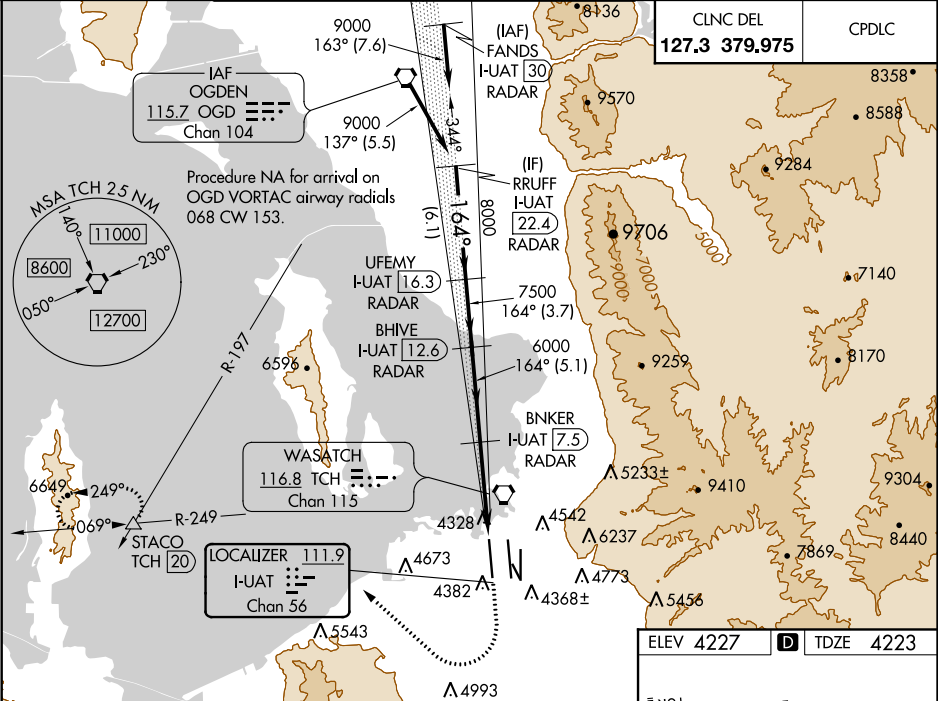 CLNC DEL
127.3 379.975
CPDLC
8136
9000
163° (7.6)
(IAF)
FANDS
I-UAT 30
RADAR
IAF
OGDEN
115.7 OGD
Chan 104
9000
137° (5.5)
344°
9570
8358
8588
9284
Procedure NA for arrival on
OGD VORTAC airway radials
068 CW 153.
(IF)
RRUFF
I-UAT
22.4
RADAR
MSA TCH 25 NM
140°
11000
230°
8600
050°
12700
(6.1)
164°
8000
9706
5000
9000
7000
7140
UFEMY
I-UAT 16.3
RADAR
7500
164° (3.7)
BHIVE
I-UAT 12.6
RADAR
6000
164° (5.1)
R-197
6596
9259
8170
BNKER
I-UAT 7.5
RADAR
WASATCH
116.8 TCH
Chan 115
5233±
9410
9304
6649
249°
069°
R-249
STACO
TCH 20
4328
4542
6237
8440
7869
LOCALIZER 111.9
I-UAT
Chan 56
4673
4382
4368±
4773
5456
5543
4993
ELEV 4227
D
TDZE 4223